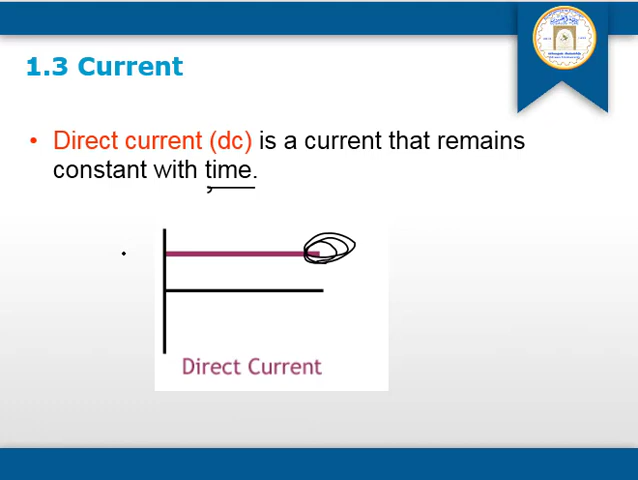 1.3 Current
• Direct current (dc) is a current that remains
constant with time.
Direct Current